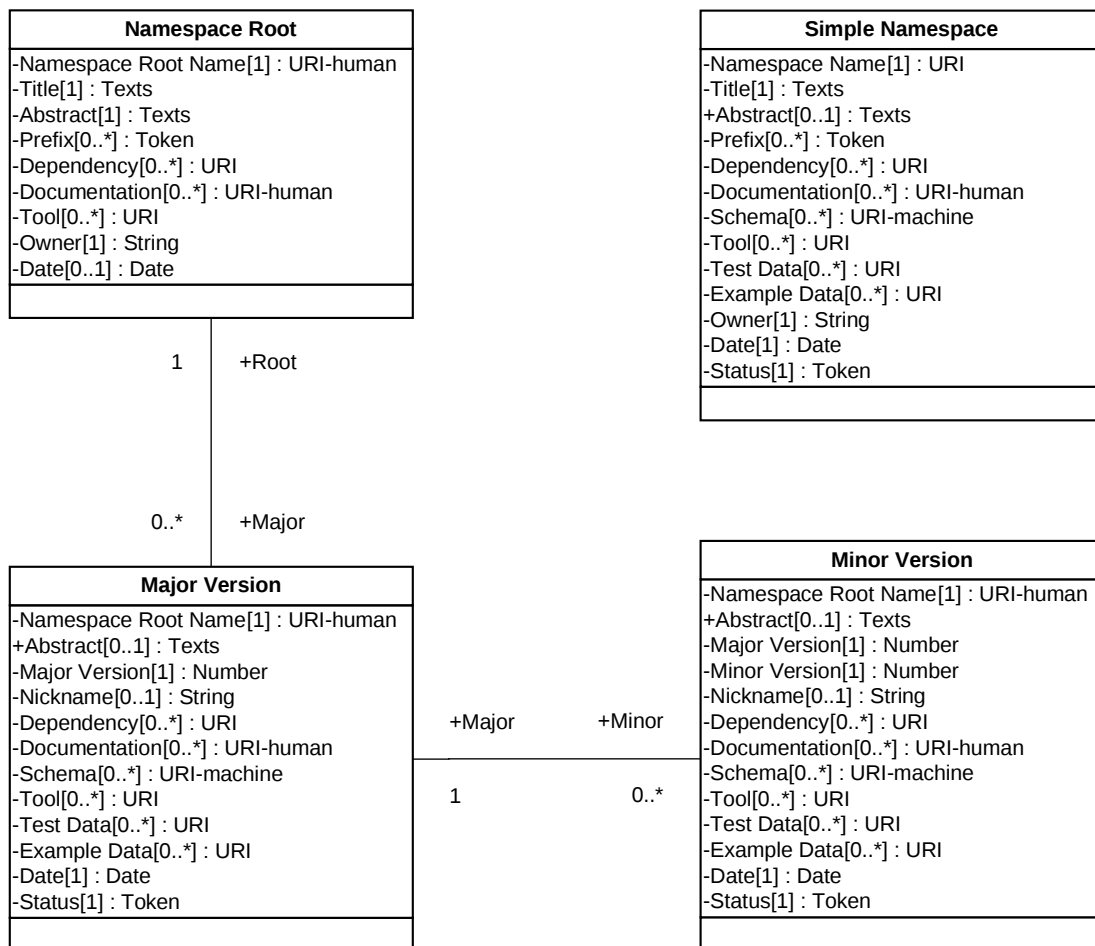 Namespace Root
-Namespace Root Name[1] : URI-human
-Title[1] : Texts
-Abstract[1] : Texts
-Prefix[0..*] : Token
-Dependency[0..*] : URI
-Documentation[0..*] : URI-human
-Tool[0..*] : URI
-Owner[1] : String
-Date[0..1] : Date
Simple Namespace
-Namespace Name[1] : URI
-Title[1] : Texts
+Abstract[0..1] : Texts
-Prefix[0..*] : Token
-Dependency[0..*] : URI
-Documentation[0..*] : URI-human
-Schema[0..*] : URI-machine
-Tool[0..*] : URI
-Test Data[0..*] : URI
-Example Data[0..*] : URI
-Owner[1] : String
-Date[1] : Date
-Status[1] : Token
1 +Root
0..* +Major
Major Version
-Namespace Root Name[1] : URI-human
+Abstract[0..1] : Texts
-Major Version[1] : Number
-Nickname[0..1] : String
-Dependency[0..*] : URI
-Documentation[0..*] : URI-human
-Schema[0..*] : URI-machine
-Tool[0..*] : URI
-Test Data[0..*] : URI
-Example Data[0..*] : URI
-Date[1] : Date
-Status[1] : Token
+Major +Minor
1 0..*
Minor Version
-Namespace Root Name[1] : URI-human
+Abstract[0..1] : Texts
-Major Version[1] : Number
-Minor Version[1] : Number
-Nickname[0..1] : String
-Dependency[0..*] : URI
-Documentation[0..*] : URI-human
-Schema[0..*] : URI-machine
-Tool[0..*] : URI
-Test Data[0..*] : URI
-Example Data[0..*] : URI
-Date[1] : Date
-Status[1] : Token